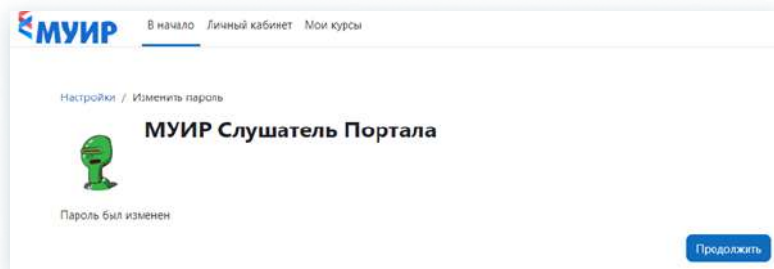 МУИР
В начало Личный кабинет Мои курсы
Настройки / Изменить пароль
МУИР Слушатель Портала
Пароль был изменен
Продолжить